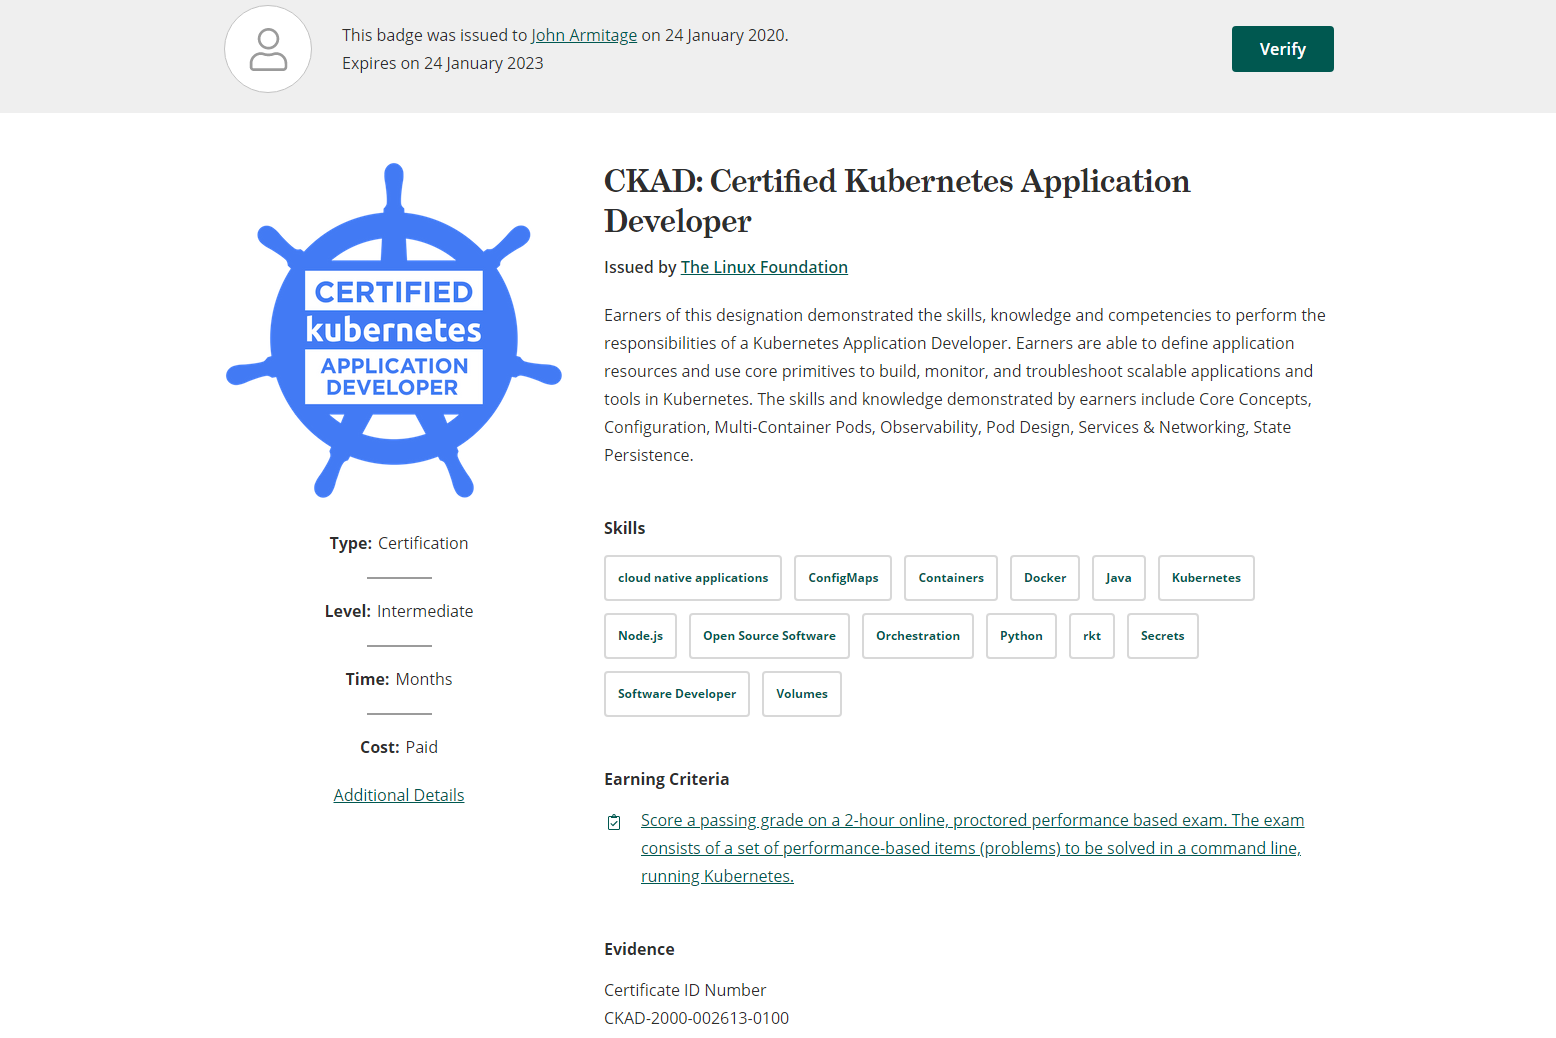 This badge was issued to John Armitage on 24 January 2020.
Expires on 24 January 2023
Verify
CERTIFIED
kubernetes
APPLICATION
DEVELOPER
Type: Certification
Level: Intermediate
Time: Months
Cost: Paid
Additional Details
CKAD: Certified Kubernetes Application
Developer
Issued by The Linux Foundation
Earners of this designation demonstrated the skills, knowledge and competencies to perform the
responsibilities of a Kubernetes Application Developer. Earners are able to define application
resources and use core primitives to build, monitor, and troubleshoot scalable applications and
tools in Kubernetes. The skills and knowledge demonstrated by earners include Core Concepts,
Configuration, Multi-Container Pods, Observability, Pod Design, Services & Networking, State
Persistence.
Skills
cloud native applications ConfigMaps Containers Docker Java Kubernetes
Node.js Open Source Software Orchestration Python rkt Secrets
Software Developer Volumes
Earning Criteria
Score a passing grade on a 2-hour online, proctored performance based exam. The exam
consists of a set of performance-based items (problems) to be solved in a command line,
running Kubernetes.
Evidence
Certificate ID Number
CKAD-2000-002613-0100